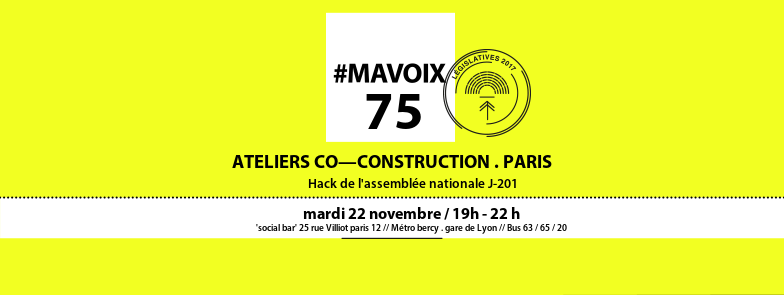 #MAVOIX
75
LÉGISLATIVES 2017
ATELIERS CO—CONSTRUCTION . PARIS
Hack de l'assemblée nationale J-201
mardi 22 novembre / 19h - 22 h
'social bar' 25 rue Villiot paris 12 // Métro bercy . gare de Lyon // Bus 63 / 65 / 20